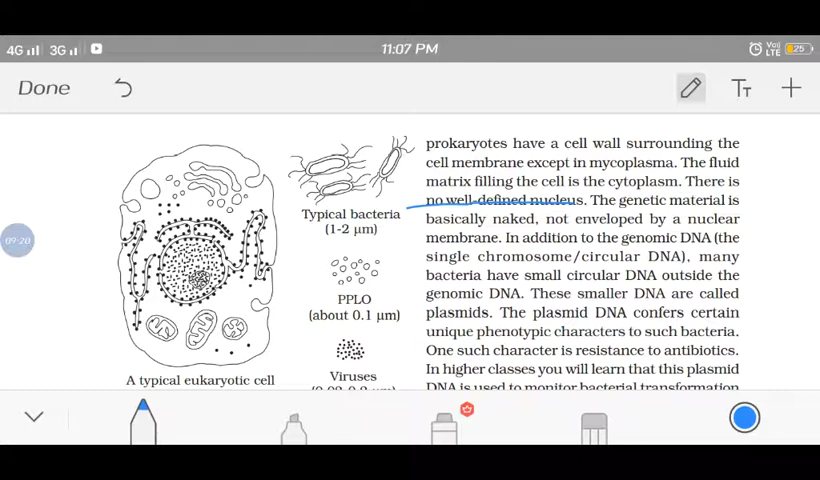 4G 3G 11:07 PM Voij LTE 25
Done
09:20
prokaryotes have a cell wall surrounding the
cell membrane except in mycoplasma. The fluid
matrix filling the cell is the cytoplasm. There is
no well-defined nucleus. The genetic material is
basically naked, not enveloped by a nuclear
membrane. In addition to the genomic DNA (the
single chromosome/circular DNA), many
bacteria have small circular DNA outside the
genomic DNA. These smaller DNA are called
plasmids. The plasmid DNA confers certain
unique phenotypic characters to such bacteria.
One such character is resistance to antibiotics.
In higher classes you will learn that this plasmid
DNA is used to monitor bacterial transformation
Typical bacteria
(1-2 μm)
PPLO
(about 0.1 μm)
Viruses
A typical eukaryotic cell